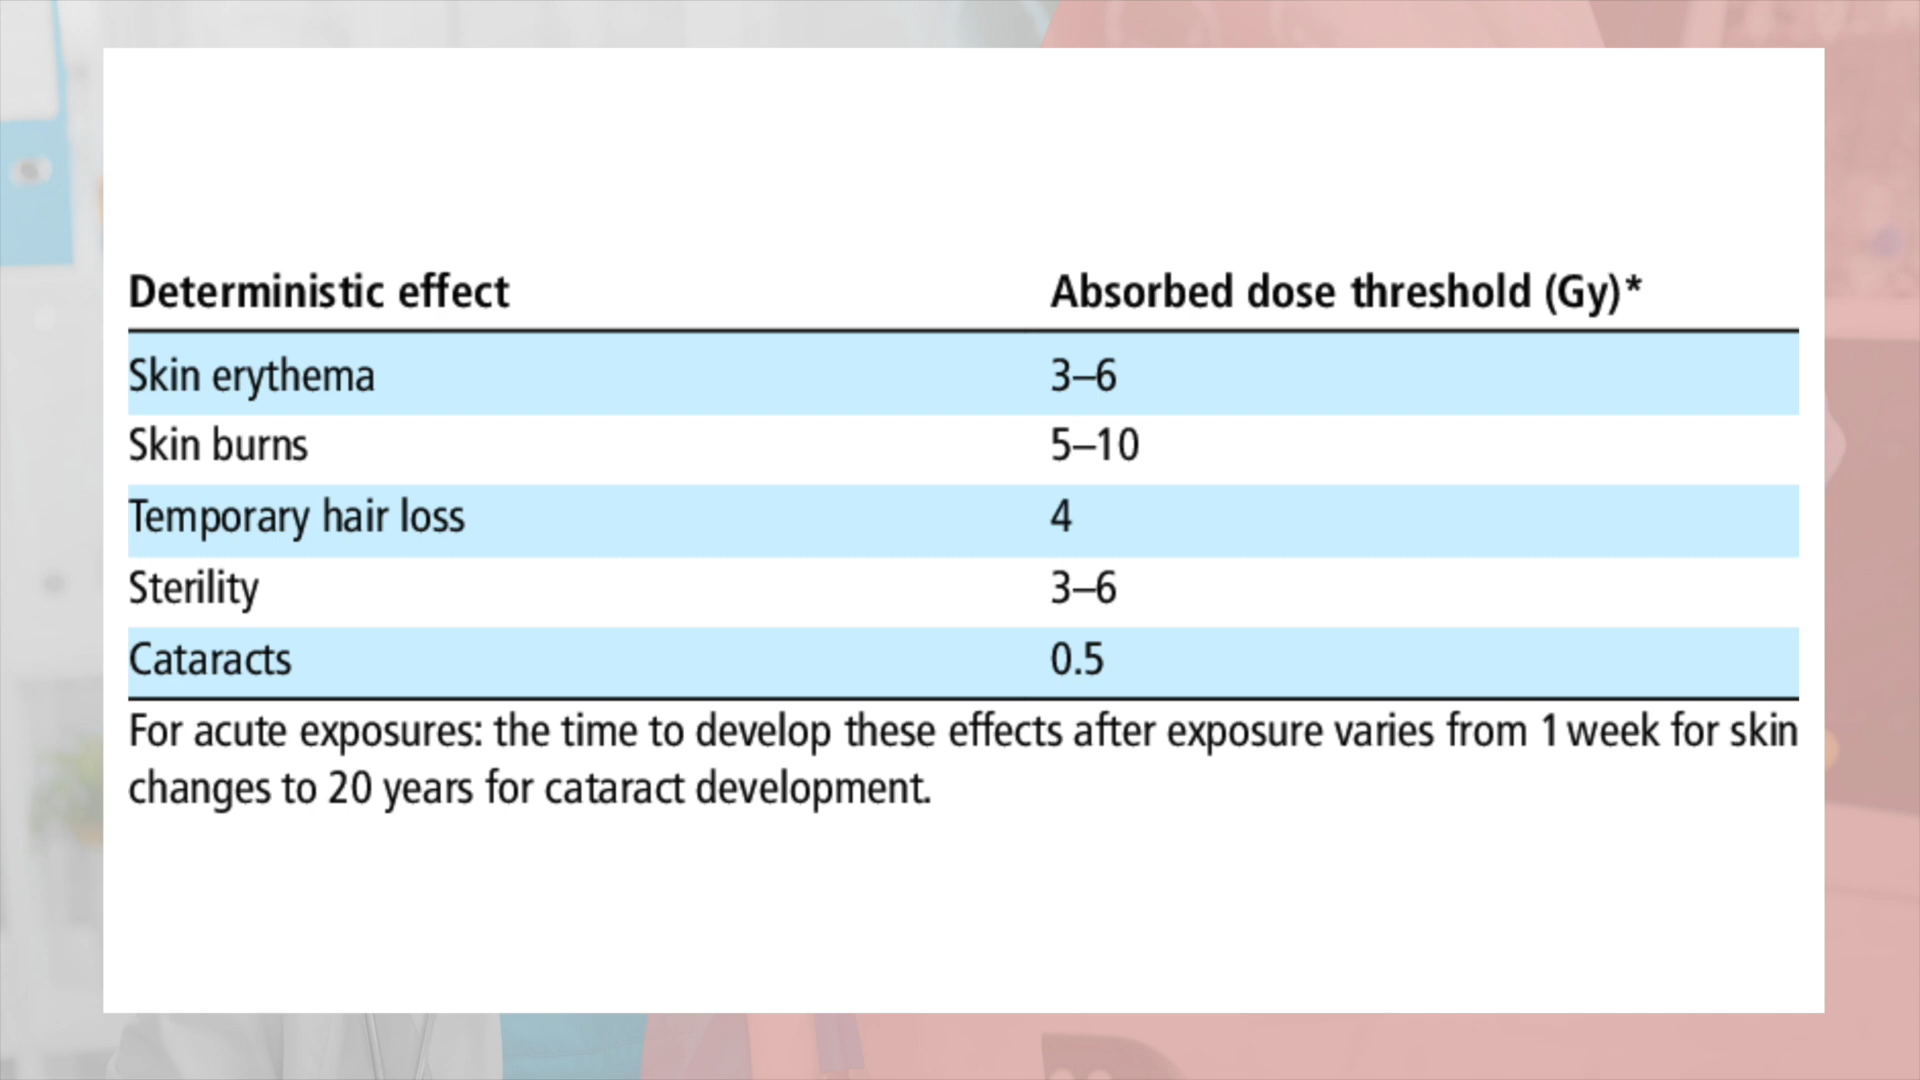 Deterministic effect Absorbed dose threshold (Gy)*
Skin erythema 3–6
Skin burns 5–10
Temporary hair loss 4
Sterility 3–6
Cataracts 0.5
For acute exposures: the time to develop these effects after exposure varies from 1 week for skin
changes to 20 years for cataract development.